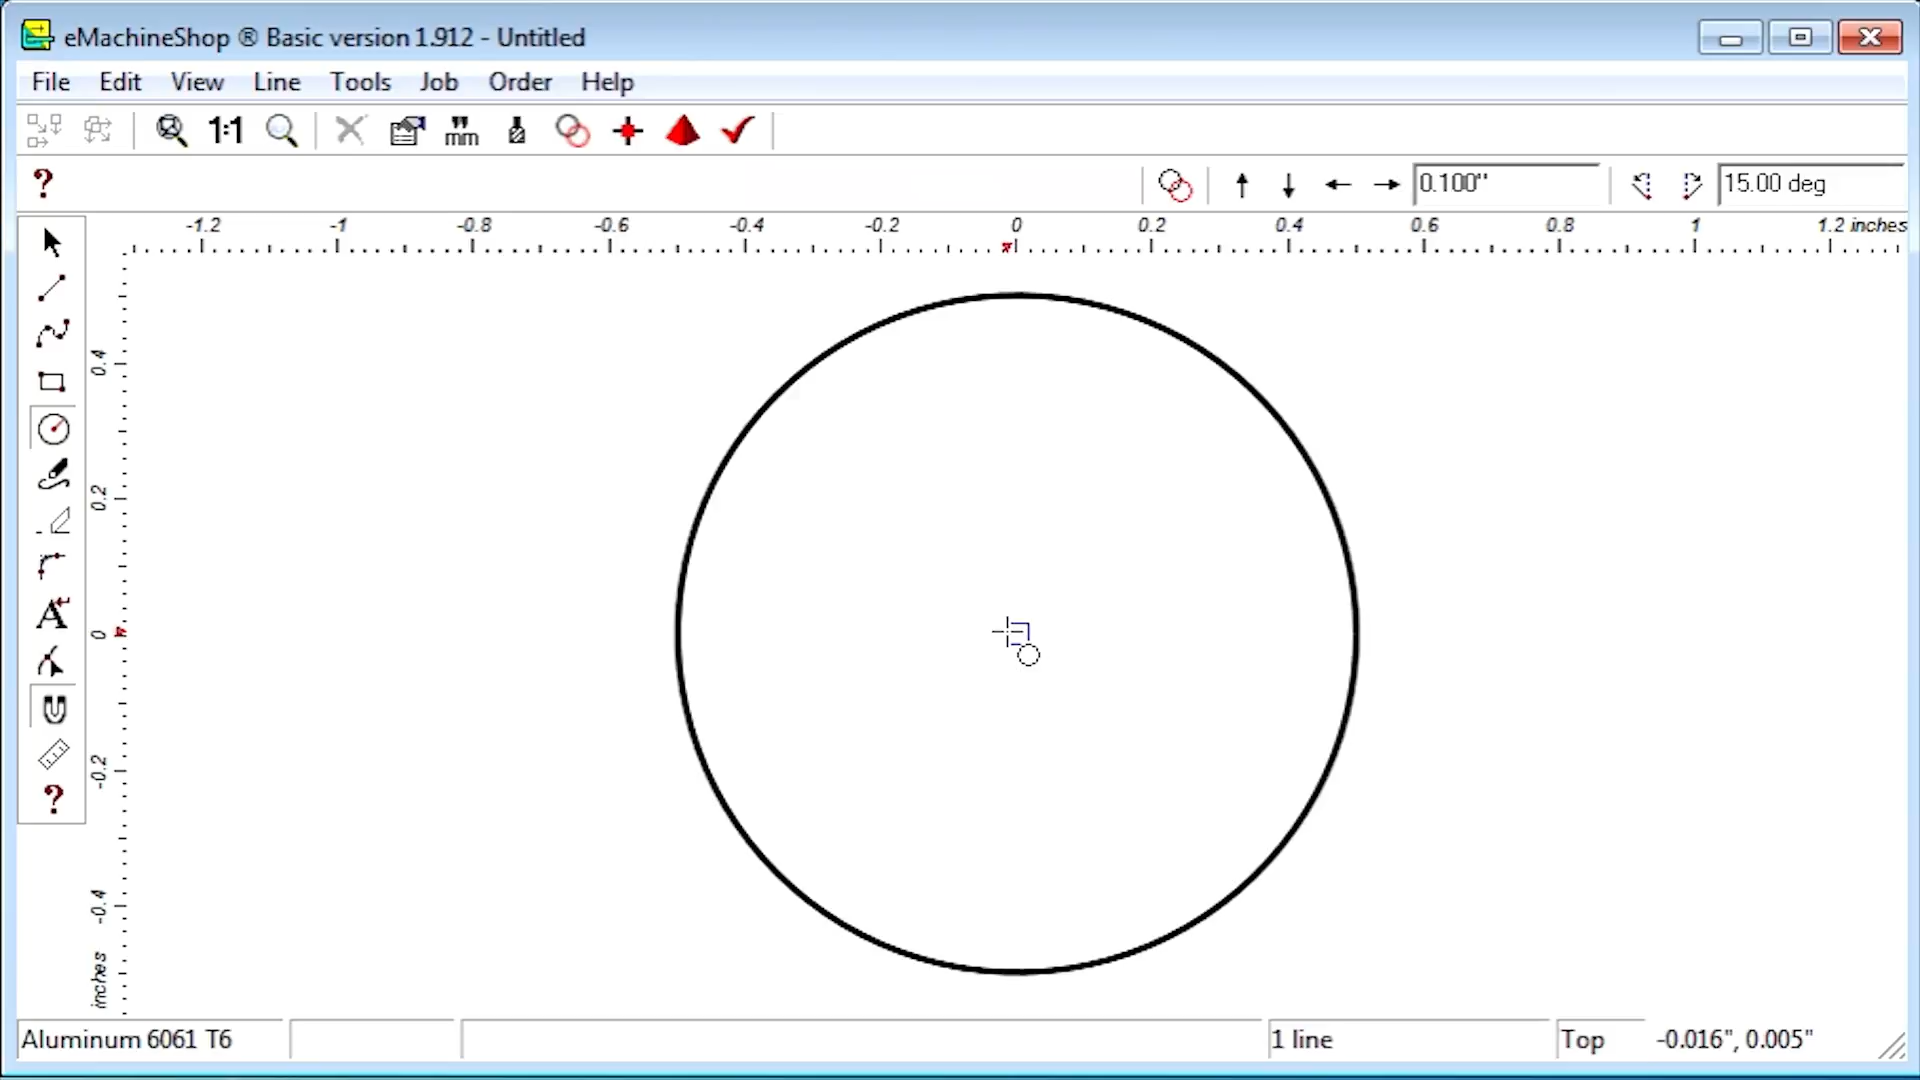 eMachineShop ® Basic version 1.912 - Untitled
File Edit View Line Tools Job Order Help
1:1 " mm
? 0.100" 15.00 deg
-1.2 -1 -0.8 -0.6 -0.4 -0.2 0 0.2 0.4 0.6 0.8 1 1.2 inches
0.4
0.2
0
-0.2
-0.4
inches
A
?
Aluminum 6061 T6 1 line Top -0.016", 0.005"